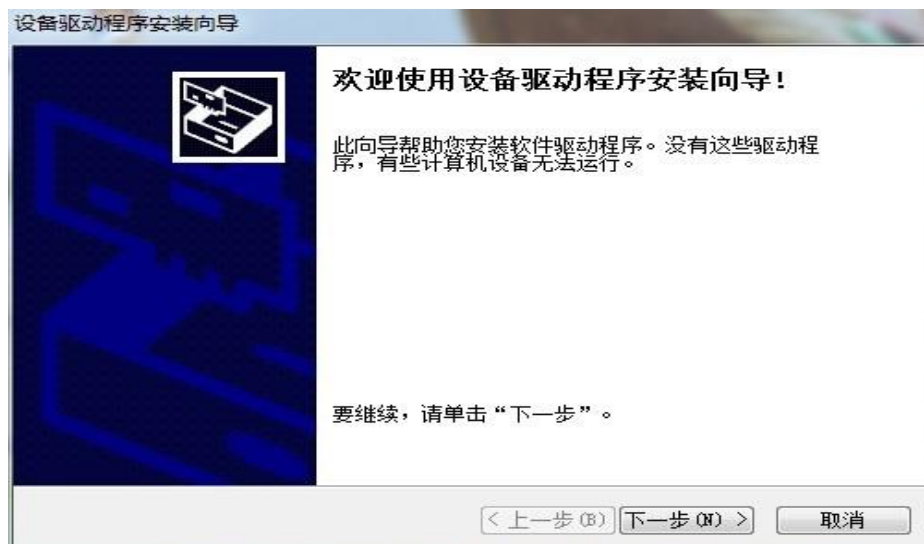 设备驱动程序安装向导
欢迎使用设备驱动程序安装向导!
此向导帮助您安装软件驱动程序。没有这些驱动程
序，有些计算机设备无法运行。
要继续，请单击“下一步”。
< 上一步(B) 下一步(N) > 取消